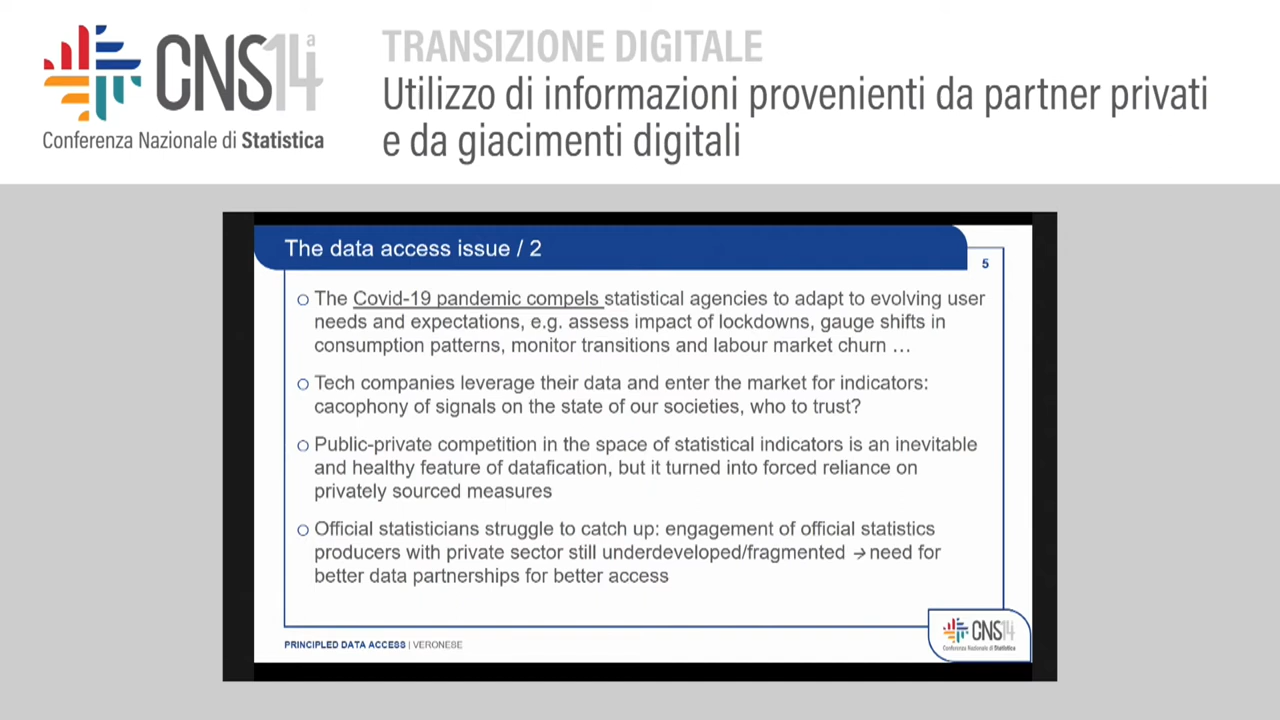 CNS14ª
Conferenza Nazionale di Statistica
TRANSIZIONE DIGITALE
Utilizzo di informazioni provenienti da partner privati
e da giacimenti digitali
The data access issue / 2
5
The Covid-19 pandemic compels statistical agencies to adapt to evolving user
needs and expectations, e.g. assess impact of lockdowns, gauge shifts in
consumption patterns, monitor transitions and labour market churn …
Tech companies leverage their data and enter the market for indicators:
cacophony of signals on the state of our societies, who to trust?
Public-private competition in the space of statistical indicators is an inevitable
and healthy feature of datafication, but it turned into forced reliance on
privately sourced measures
Official statisticians struggle to catch up: engagement of official statistics
producers with private sector still underdeveloped/fragmented → need for
better data partnerships for better access
PRINCIPLED DATA ACCESS | VERONESE
CNS14
Conferenza Nazionale di Statistica